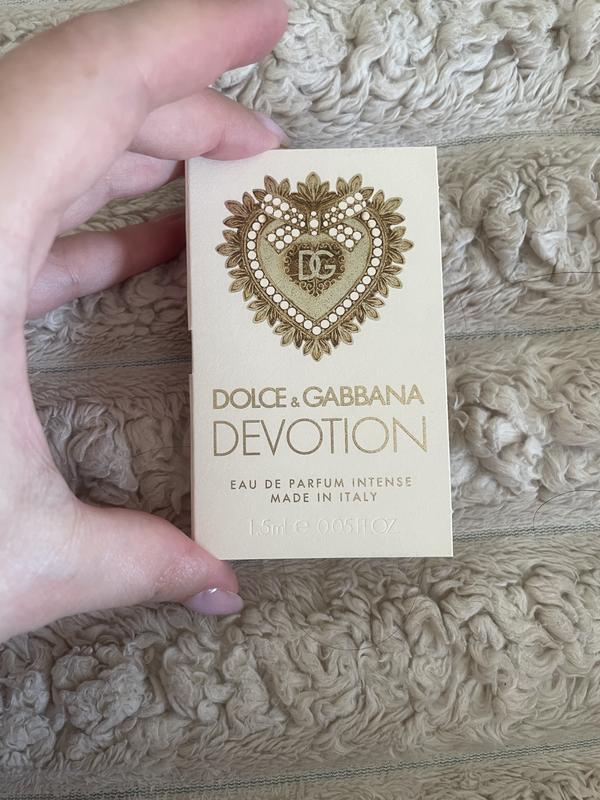 DG
DOLCE & GABBANA
DEVOTION
EAU DE PARFUM INTENSE
MADE IN ITALY
1.5ml ℮ 0.05 FL OZ